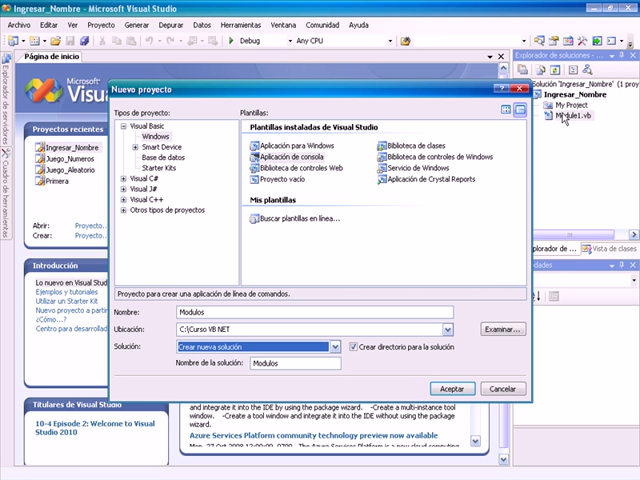 Ingresar_Nombre - Microsoft Visual Studio
Archivo Editar Ver Proyecto Generar Depurar Datos Herramientas Ventana Comunidad Ayuda
Debug Any CPU
Página de inicio
Explorador de soluciones
Solución "Ingresar_Nombre" (1 proy
Ingresar_Nombre
My Project
Module1.vb
Explorador de servidores
Cuadro de herramientas
Microsoft
Visu
Proyectos recientes
Ingresar_Nombre
Juego_Numeros
Juego_Aleatorio
Primera
Abrir: Proyecto...
Crear: Proyecto...
Introducción
Lo nuevo en Visual Stud
Ejemplos y tutoriales
Utilizar un Starter Kit
Nuevo proyecto a partir
¿Cómo...?
Centro para desarrollad
Titulares de Visual Studio
10-4 Episode 2: Welcome to Visual
Studio 2010
Nuevo proyecto
Tipos de proyecto:
Plantillas:
Visual Basic
Windows
Smart Device
Base de datos
Starter Kits
Visual C#
Visual J#
Visual C++
Otros tipos de proyectos
Plantillas instaladas de Visual Studio
Aplicación para Windows
Biblioteca de clases
Aplicación de consola
Biblioteca de controles de Windows
Biblioteca de controles Web
Servicio de Windows
Proyecto vacío
Aplicación de Crystal Reports
Mis plantillas
Buscar plantillas en línea...
Proyecto para crear una aplicación de línea de comandos.
Nombre: Modulos
Ubicación: C:\Curso VB NET
Examinar...
Solución: Crear nueva solución
Crear directorio para la solución
Nombre de la solución: Modulos
Aceptar Cancelar
plorador de ... Vista de clases
edades
and integrate it into the IDE by using the package wizard. -Create a multi-instance tool
window. -Create a tool window and integrate it into the IDE without using the package
wizard.
Azure Services Platform community technology preview now available